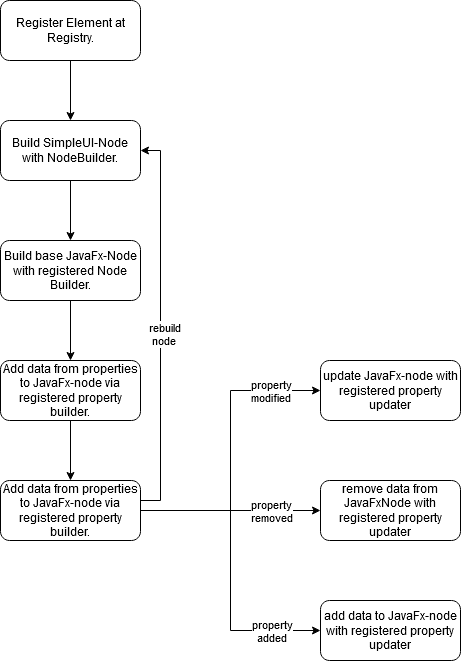 Register Element at
Registry.
Build SimpleUI-Node
with NodeBuilder.
Build base JavaFx-Node
with registered Node
Builder.
rebuild
node
Add data from properties
to JavaFx-node via
registered property
builder.
property
modified
update JavaFx-node with
registered property
updater
Add data from properties
to JavaFx-node via
registered property
builder.
property
removed
remove data from
JavaFxNode with
registered property
updater
property
added
add data to JavaFx-node
with registered property
updater